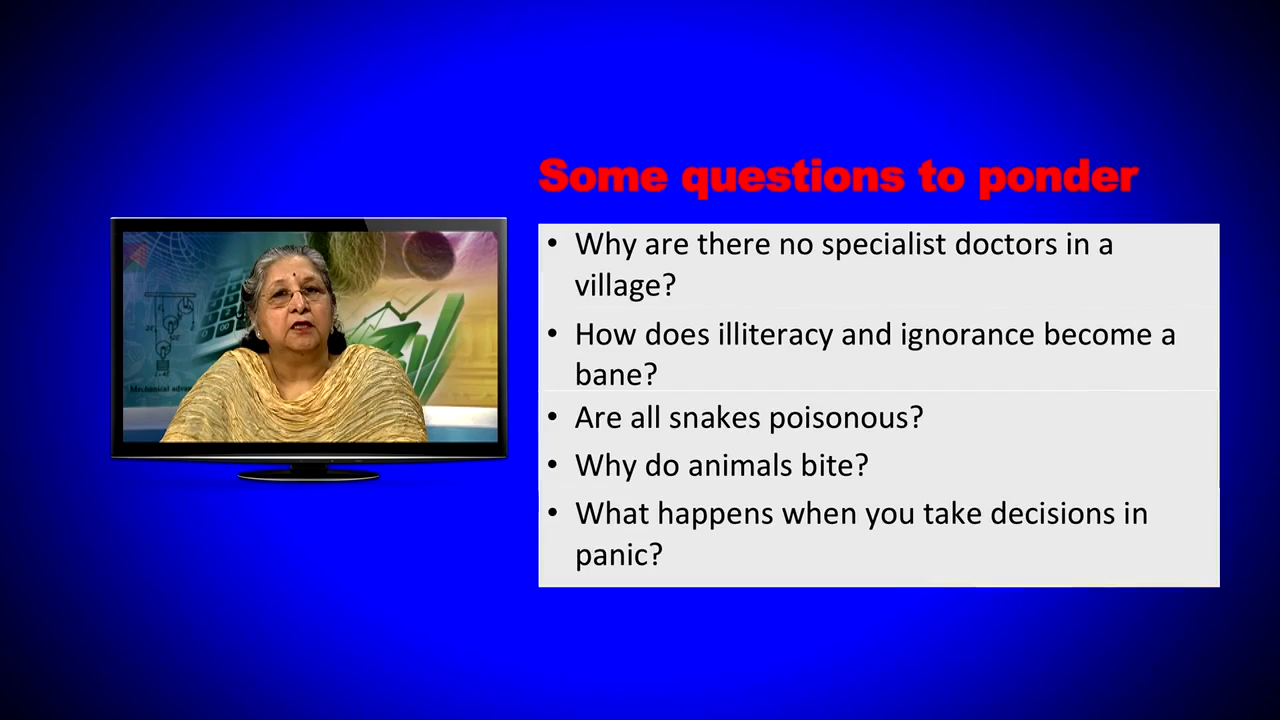 Some questions to ponder
• Why are there no specialist doctors in a
village?
• How does illiteracy and ignorance become a
bane?
• Are all snakes poisonous?
• Why do animals bite?
• What happens when you take decisions in
panic?